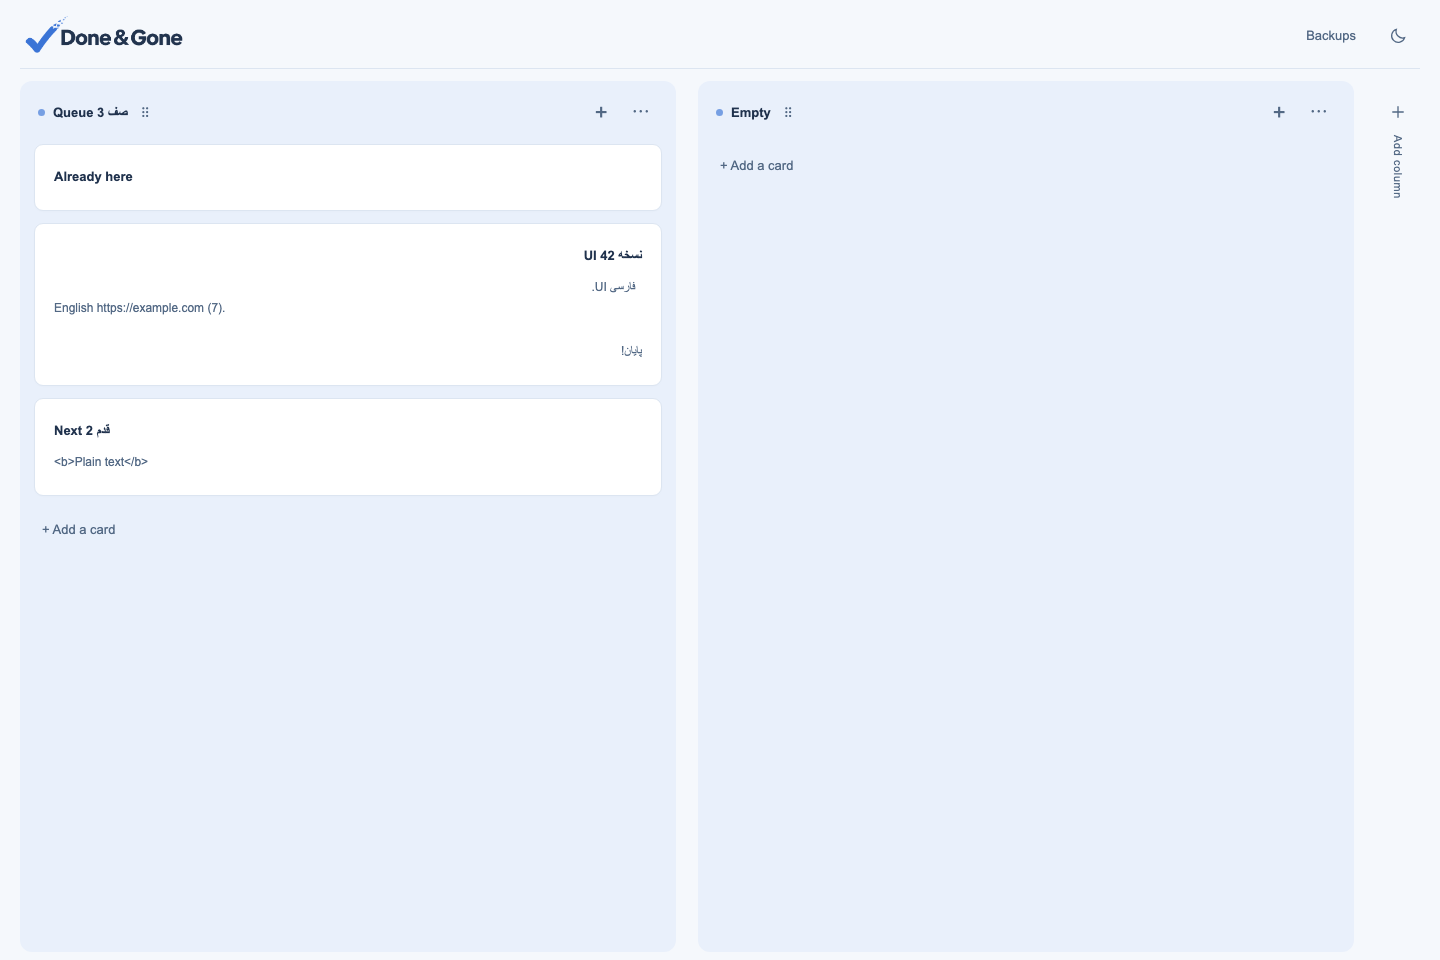 Done & Gone
Backups
Queue 3 صف
+
...
Already here
نسخه 42 UI
فارسی UI.
English https://example.com (7).
پایان!
Next 2 قدم
<b>Plain text</b>
+ Add a card
Empty
+
...
+ Add a card
+
Add column